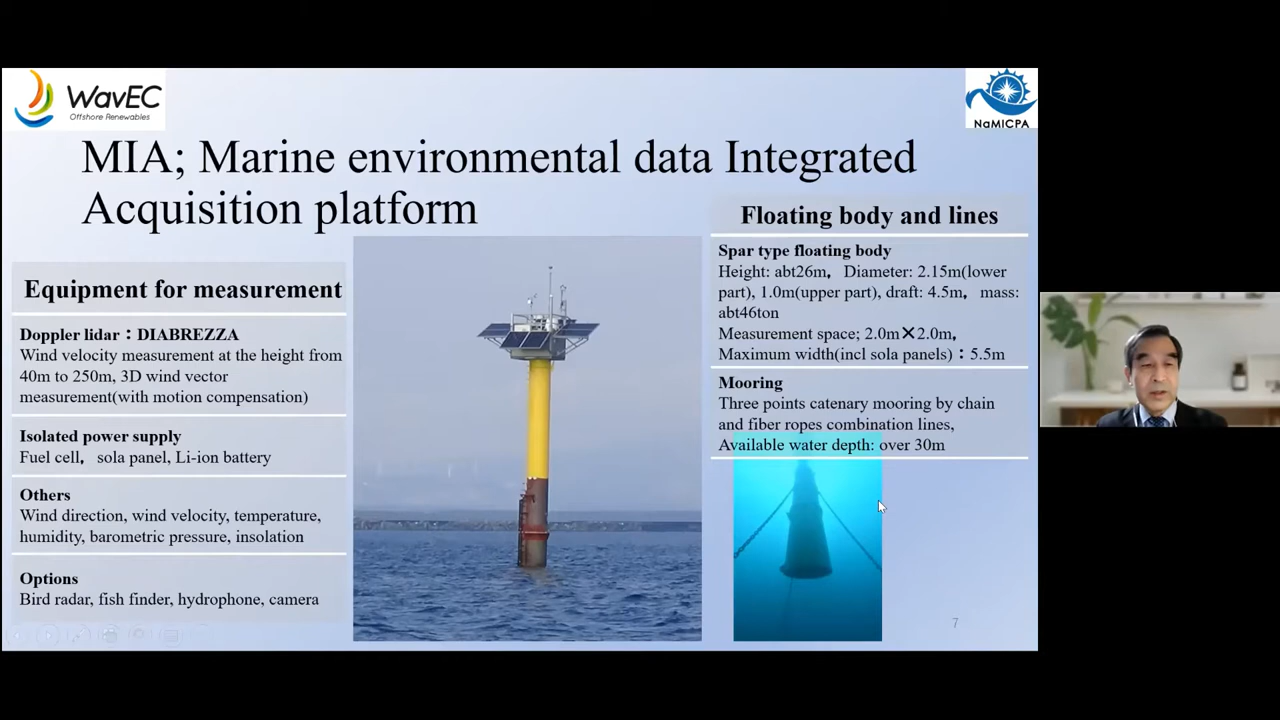 WavEC
Offshore Renewables
NaMICPA
MIA; Marine environmental data Integrated
Acquisition platform
Equipment for measurement
Doppler lidar：DIABREZZA
Wind velocity measurement at the height from
40m to 250m, 3D wind vector
measurement(with motion compensation)
Isolated power supply
Fuel cell，sola panel, Li-ion battery
Others
Wind direction, wind velocity, temperature,
humidity, barometric pressure, insolation
Options
Bird radar, fish finder, hydrophone, camera
Floating body and lines
Spar type floating body
Height: abt26m，Diameter: 2.15m(lower
part), 1.0m(upper part), draft: 4.5m，mass:
abt46ton
Measurement space; 2.0m✕2.0m，
Maximum width(incl sola panels)：5.5m
Mooring
Three points catenary mooring by chain
and fiber ropes combination lines,
Available water depth: over 30m
7